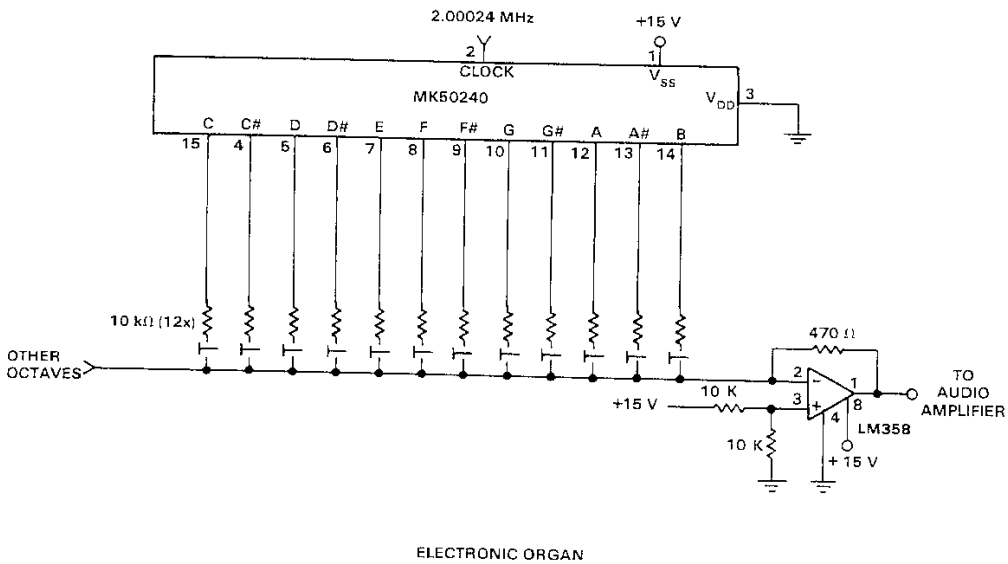 2.00024 MHz
+15 V
2
1
CLOCK
V_SS
MK50240
V_DD
3
C C# D D# E F F# G G# A A# B
15 4 5 6 7 8 9 10 11 12 13 14
10 kΩ (12x)
470 Ω
OTHER
OCTAVES
TO
AUDIO
AMPLIFIER
2
−
1
10 K
+15 V
3
+
8
4
LM358
10 K
+ 15 V
ELECTRONIC ORGAN